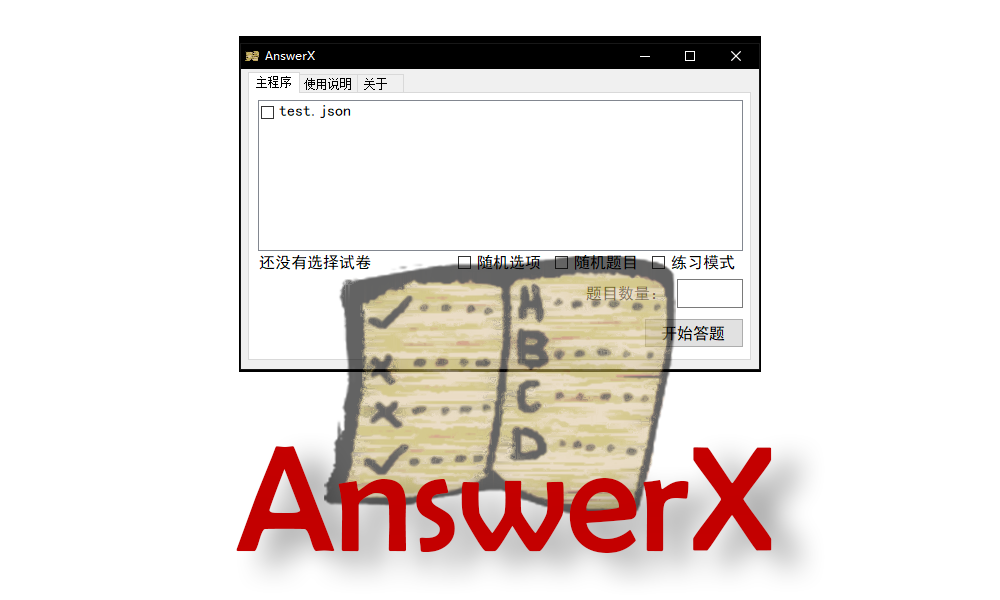 AnswerX
主程序 使用说明 关于
test.json
还没有选择试卷 随机选项 随机题目 练习模式
题目数量：
开始答题
H
B
C
D
AnswerX